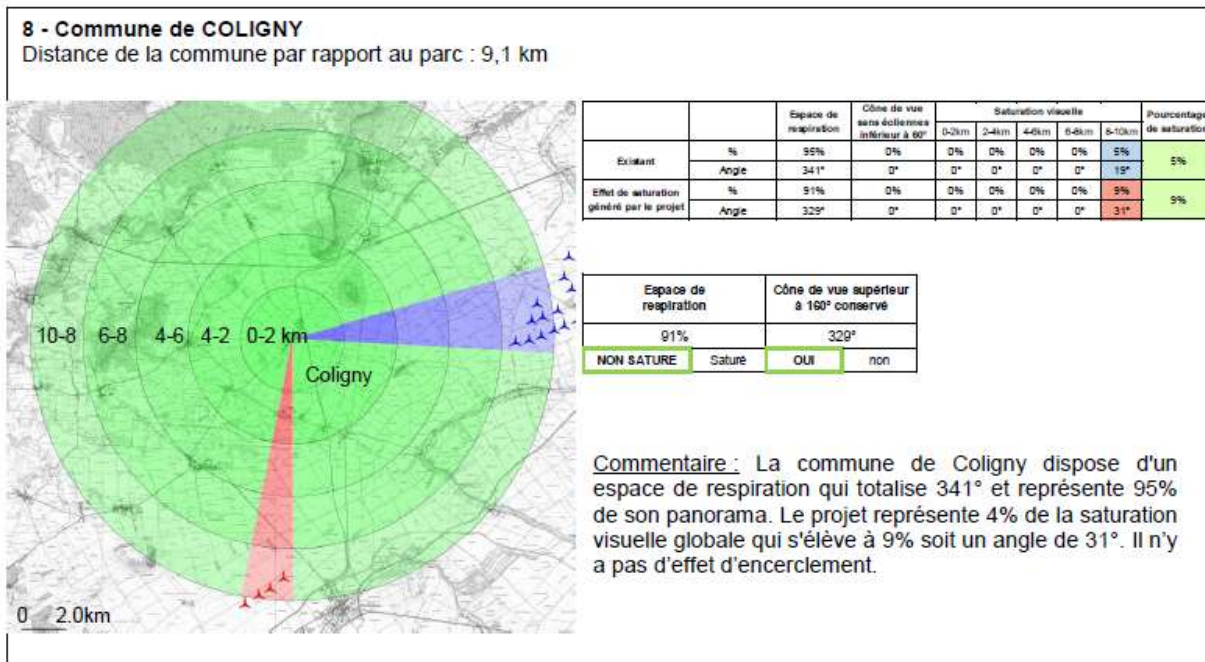 8 - Commune de COLIGNY
Distance de la commune par rapport au parc : 9,1 km
10-8 6-8 4-6 4-2 0-2 km
Coligny
0 2.0km
Espace de respiration Cône de vue sans éoliennes inférieur à 60° Saturation visuelle Pourcentage de saturation
0-2km 2-4km 4-6km 6-8km 8-10km
Existant % 95% 0% 0% 0% 0% 0% 5% 5%
Angle 341° 0° 0° 0° 0° 0° 19°
Effet de saturation généré par le projet % 91% 0% 0% 0% 0% 0% 9% 9%
Angle 329° 0° 0° 0° 0° 0° 31°
Espace de respiration Cône de vue supérieur à 160° conservé
91% 329°
NON SATURE Saturé OUI non
Commentaire : La commune de Coligny dispose d'un
espace de respiration qui totalise 341° et représente 95%
de son panorama. Le projet représente 4% de la saturation
visuelle globale qui s'élève à 9% soit un angle de 31°. Il n'y
a pas d'effet d'encerclement.